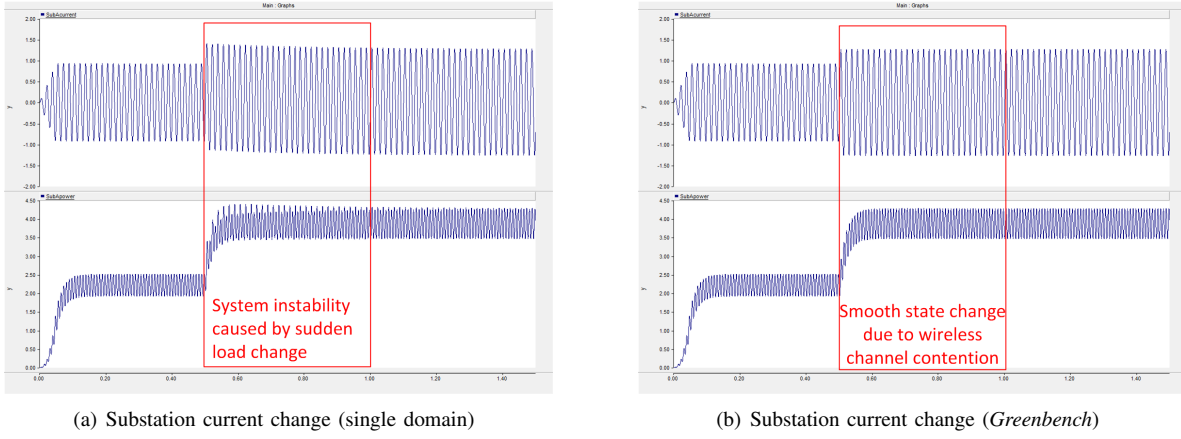 Main : Graphs
SubAcurrent
2.00
1.50
1.00
0.50
0.00
-0.50
-1.00
-1.50
-2.00
y
SubApower
4.50
4.00
3.50
3.00
2.50
2.00
1.50
1.00
0.50
0.00
y
System instability
caused by sudden
load change
0.00 0.20 0.40 0.60 0.80 1.00 1.20 1.40
(a) Substation current change (single domain)
Main : Graphs
SubAcurrent
2.00
1.50
1.00
0.50
0.00
-0.50
-1.00
-1.50
-2.00
y
SubApower
4.50
4.00
3.50
3.00
2.50
2.00
1.50
1.00
0.50
0.00
y
Smooth state change
due to wireless
channel contention
0.00 0.20 0.40 0.60 0.80 1.00 1.20 1.40
(b) Substation current change (Greenbench)